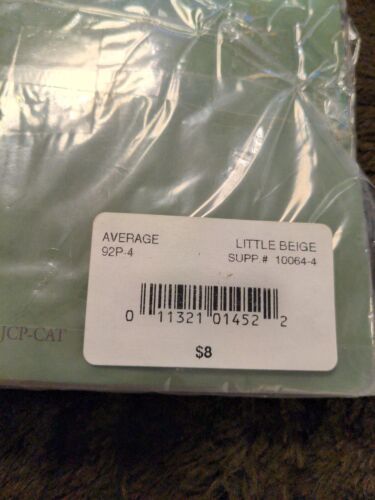 AVERAGE
92P-4
LITTLE BEIGE
SUPP.# 10064-4
0 11321 01452 2
$8
JCP-CAT